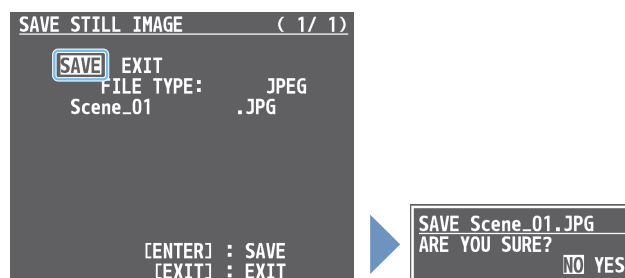 SAVE STILL IMAGE ( 1/ 1)
SAVE EXIT
FILE TYPE: JPEG
Scene_01 .JPG
[ENTER] : SAVE
[EXIT] : EXIT
SAVE Scene_01.JPG
ARE YOU SURE?
NO YES